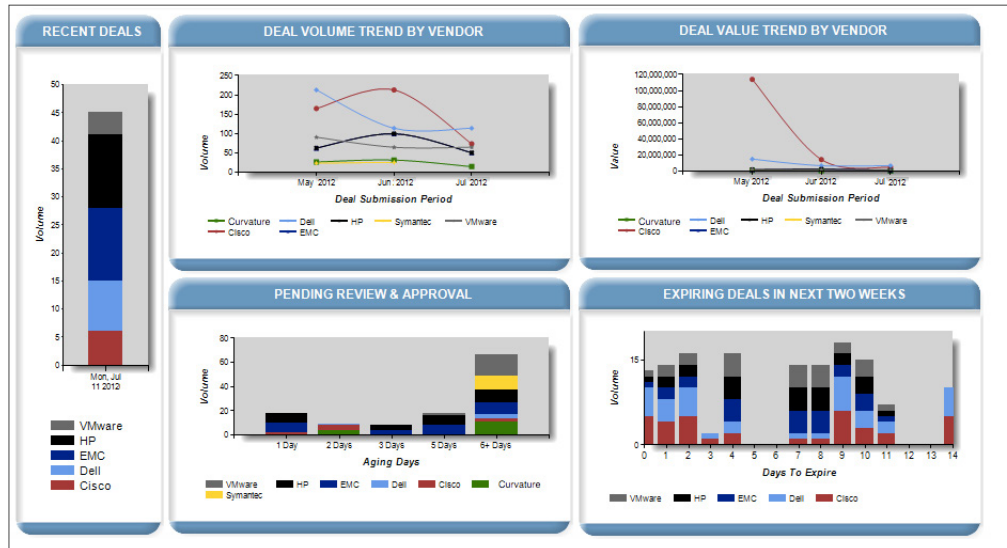 RECENT DEALS
50
45
40
35
30
25
20
15
10
5
0
Volume
Mon, Jul
11 2012
VMware
HP
EMC
Dell
Cisco
DEAL VOLUME TREND BY VENDOR
250
200
150
100
50
0
Volume
May 2012 Jun 2012 Jul 2012
Deal Submission Period
Curvature Dell HP Symantec VMware
Cisco EMC
DEAL VALUE TREND BY VENDOR
120,000,000
100,000,000
80,000,000
60,000,000
40,000,000
20,000,000
0
Value
May 2012 Jur 2012 Jul 2012
Deal Submission Period
Curvature Dell HP Symantec VMware
Cisco EMC
PENDING REVIEW & APPROVAL
80
60
40
20
0
Volume
1 Day 2 Days 3 Days 5 Days 6+ Days
Aging Days
VMware HP EMC Dell Cisco Curvature
Symantec
EXPIRING DEALS IN NEXT TWO WEEKS
15
0
Volume
0 1 2 3 4 5 6 7 8 9 10 11 12 13 14
Days To Expire
VMware HP EMC Dell Cisco